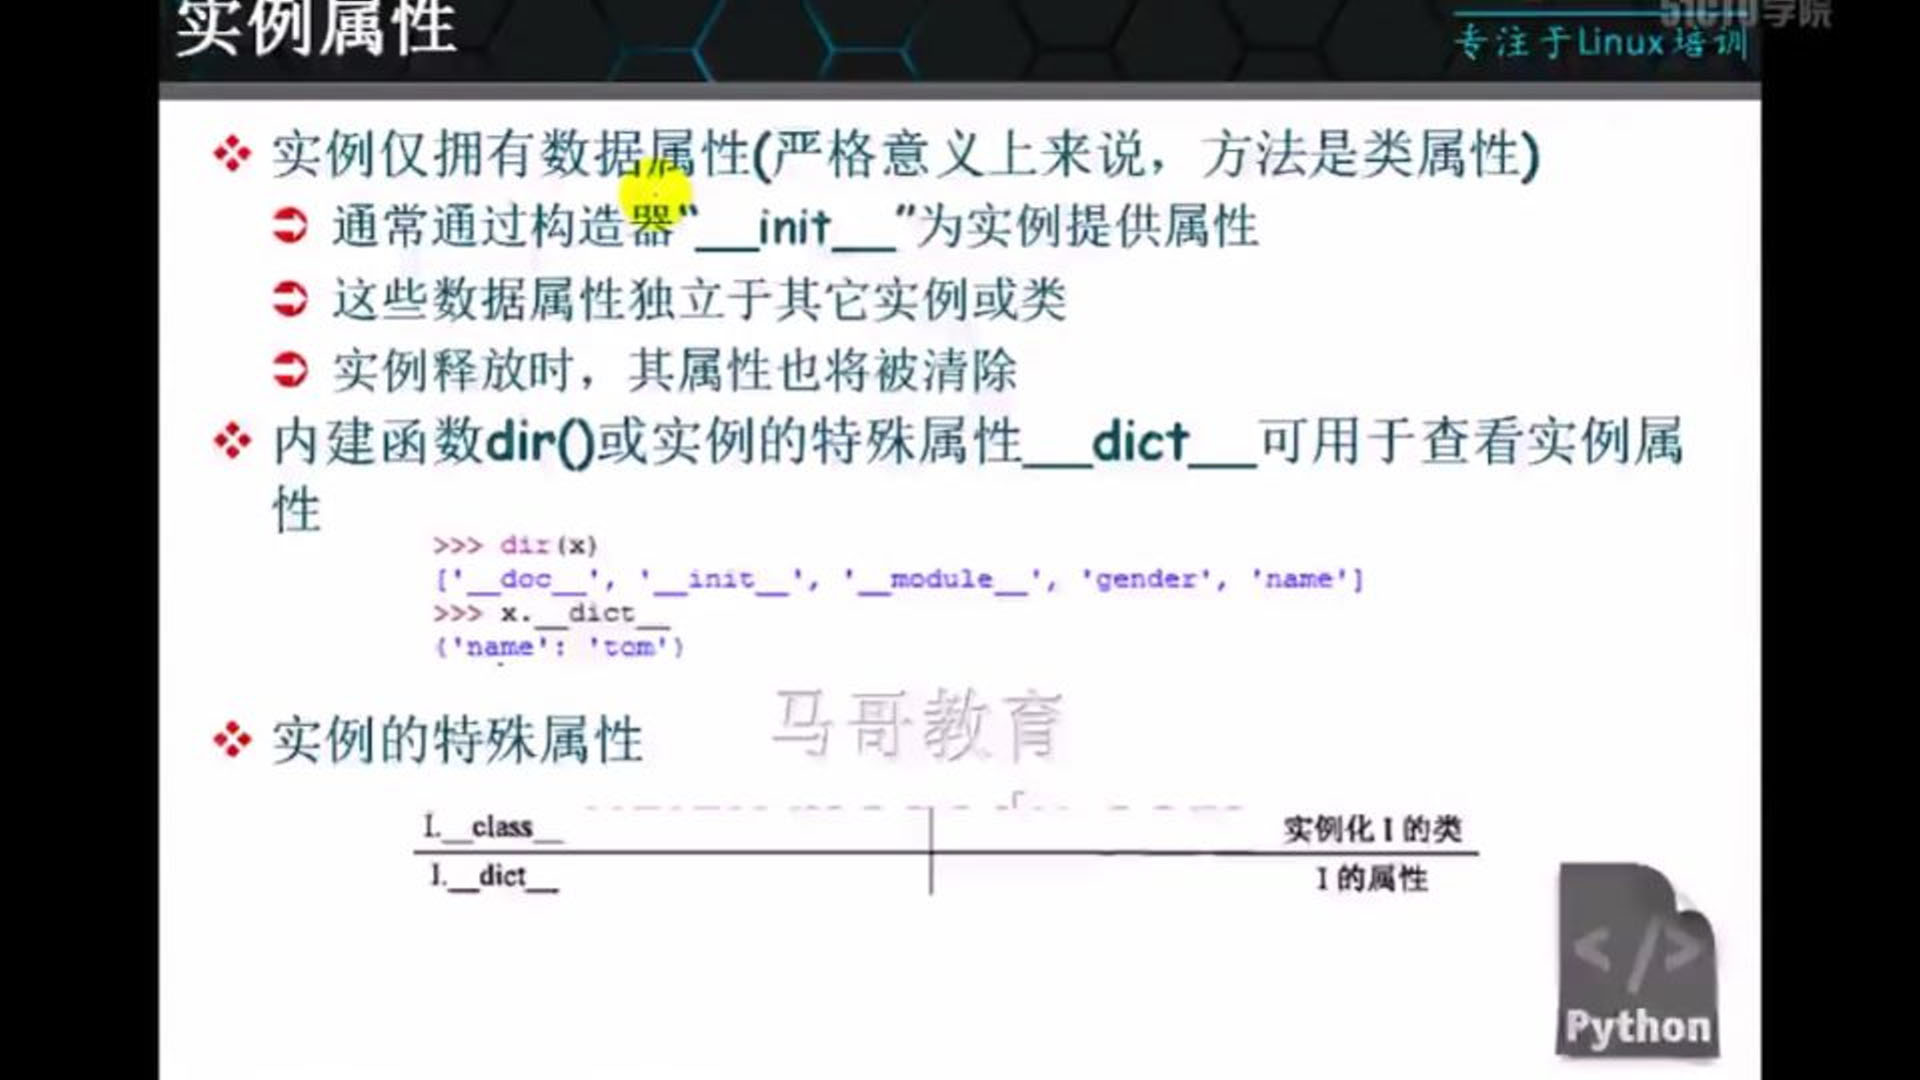 实例属性
51CTO学院
专注于Linux培训
实例仅拥有数据属性(严格意义上来说，方法是类属性)
通常通过构造器“__init__”为实例提供属性
这些数据属性独立于其它实例或类
实例释放时，其属性也将被清除
内建函数dir()或实例的特殊属性__dict__可用于查看实例属
性
>>> dir(x)
['__doc__', '__init__', '__module__', 'gender', 'name']
>>> x.__dict__
{'name': 'tom'}
马哥教育
实例的特殊属性
I.__class__ 实例化 I 的类
I.__dict__ I 的属性
</>
Python